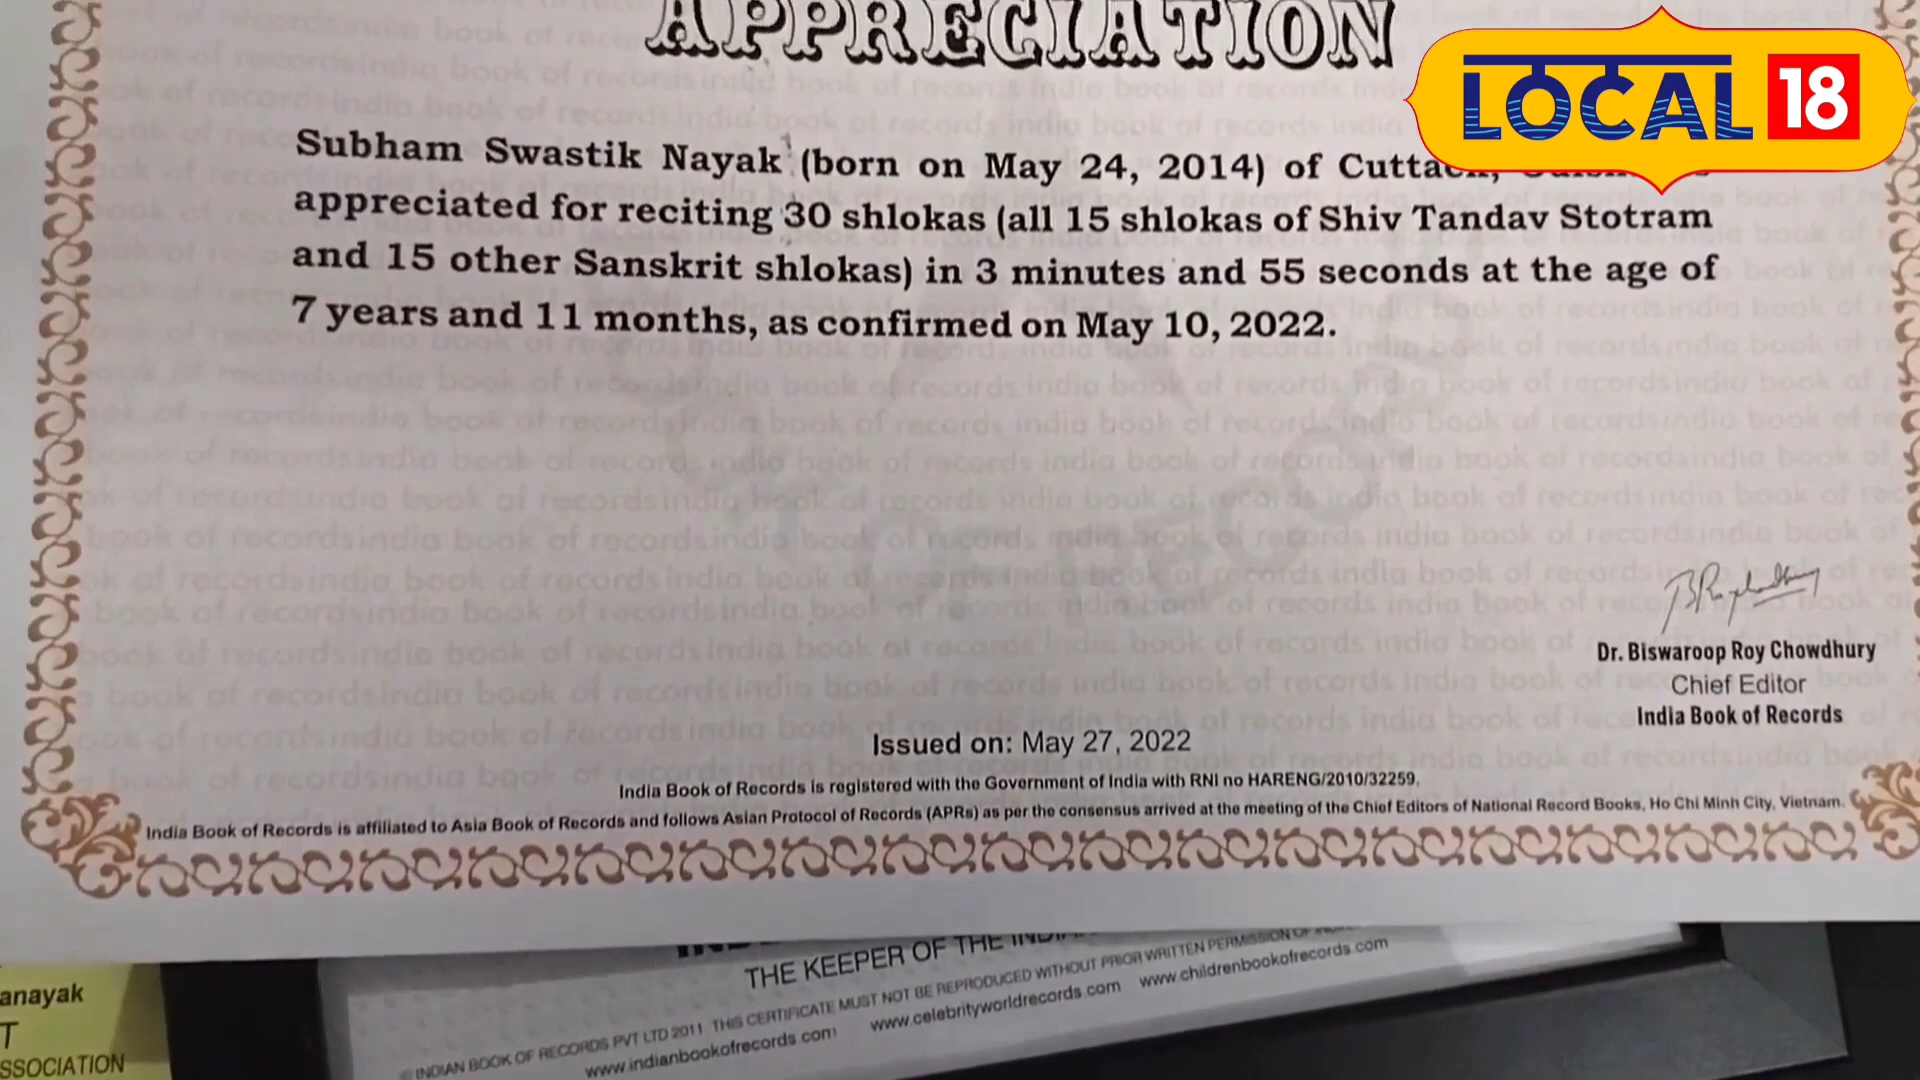 APPRECIATION
LOCAL 18
Subham Swastik Nayak (born on May 24, 2014) of
appreciated for reciting 30 shlokas (all 15 shlokas of Shiv Tandav Stotram
and 15 other Sanskrit shlokas) in 3 minutes and 55 seconds at the age of
7 years and 11 months, as confirmed on May 10, 2022.
Dr. Biswaroop Roy Chowdhury
Chief Editor
India Book of Records
Issued on: May 27, 2022
India Book of Records is registered with the Government of India with RNI no HARENG/2010/32259.
India Book of Records is affiliated to Asia Book of Records and follows Asian Protocol of Records (APRs) as per the consensus arrived at the meeting of the Chief Editors of National Record Books, Ho Chi Minh City, Vietnam.
THE KEEPER OF THE
© INDIAN BOOK OF RECORDS PVT LTD 2011 THIS CERTIFICATE MUST NOT BE REPRODUCED WITHOUT PRIOR WRITTEN PERMISSION OF
www.indianbookofrecords.com www.celebrityworldrecords.com www.childrenbookofrecords.com
anayak
T
SSOCIATION